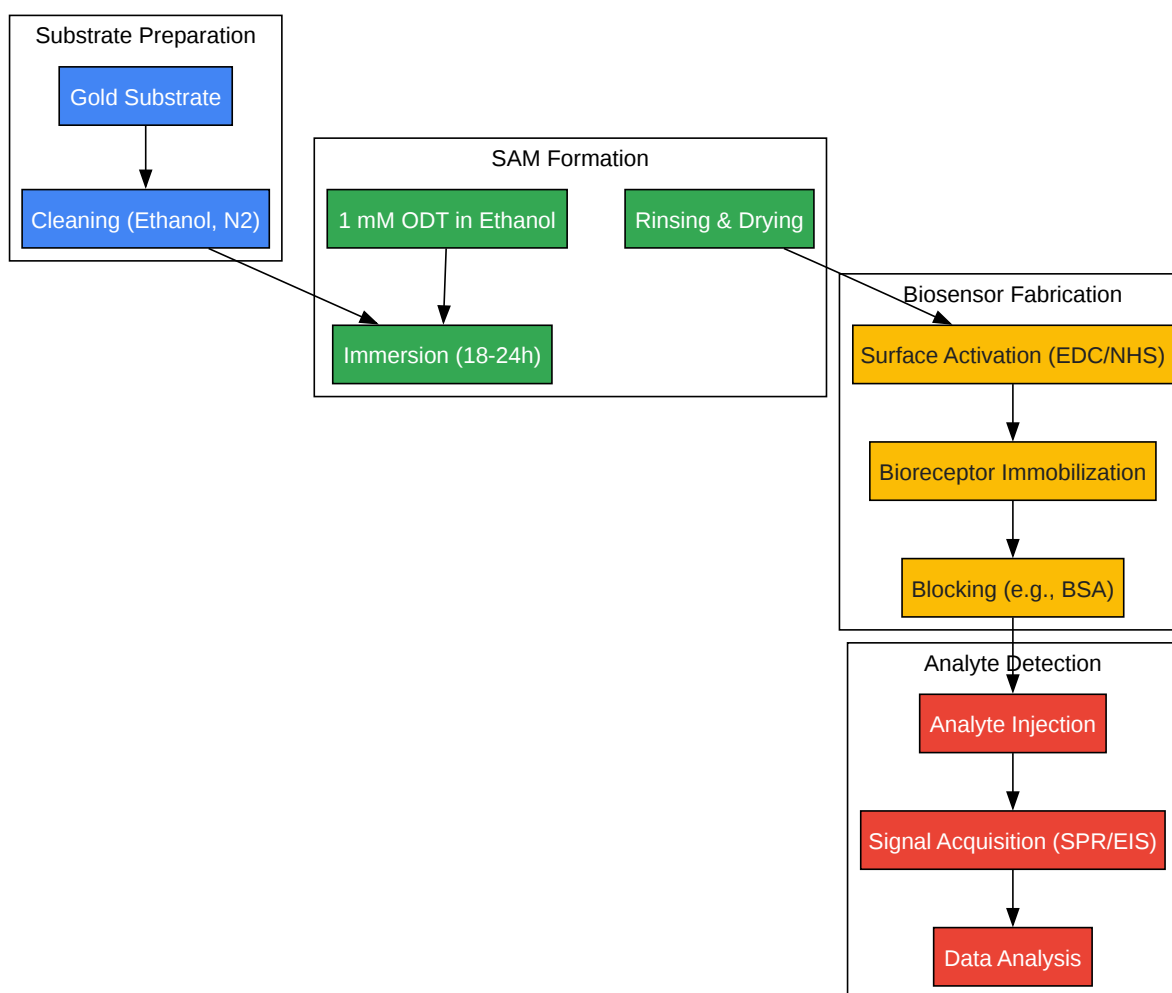 Substrate Preparation
Gold Substrate
Cleaning (Ethanol, N2)
SAM Formation
1 mM ODT in Ethanol
Rinsing & Drying
Immersion (18-24h)
Biosensor Fabrication
Surface Activation (EDC/NHS)
Bioreceptor Immobilization
Blocking (e.g., BSA)
Analyte Detection
Analyte Injection
Signal Acquisition (SPR/EIS)
Data Analysis